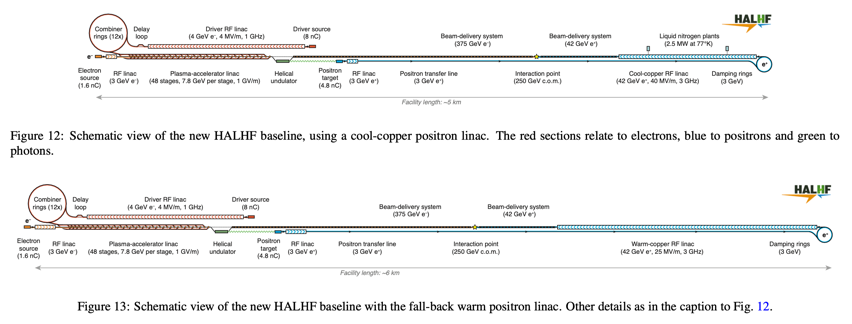 HALHF
Combiner
rings (12x)
Delay
loop
Driver RF linac
(4 GeV e⁻, 4 MV/m, 1 GHz)
Driver source
(8 nC)
Beam-delivery system
(375 GeV e⁻)
Beam-delivery system
(42 GeV e⁺)
Liquid nitrogen plants
(2.5 MW at 77°K)
e⁻
e⁺
Electron
source
(1.6 nC)
RF linac
(3 GeV e⁻)
Plasma-accelerator linac
(48 stages, 7.8 GeV per stage, 1 GV/m)
Helical
undulator
Positron
target
(4.8 nC)
RF linac
(3 GeV e⁺)
Positron transfer line
(3 GeV e⁺)
Interaction point
(250 GeV c.o.m.)
Cool-copper RF linac
(42 GeV e⁺, 40 MV/m, 3 GHz)
Damping rings
(3 GeV)
Facility length: ~5 km
Figure 12: Schematic view of the new HALHF baseline, using a cool-copper positron linac. The red sections relate to electrons, blue to positrons and green to
photons.
HALHF
Combiner
rings (12x)
Delay
loop
Driver RF linac
(4 GeV e⁻, 4 MV/m, 1 GHz)
Driver source
(8 nC)
Beam-delivery system
(375 GeV e⁻)
Beam-delivery system
(42 GeV e⁺)
e⁻
e⁺
Electron
source
(1.6 nC)
RF linac
(3 GeV e⁻)
Plasma-accelerator linac
(48 stages, 7.8 GeV per stage, 1 GV/m)
Helical
undulator
Positron
target
(4.8 nC)
RF linac
(3 GeV e⁺)
Positron transfer line
(3 GeV e⁺)
Interaction point
(250 GeV c.o.m.)
Warm-copper RF linac
(42 GeV e⁺, 25 MV/m, 3 GHz)
Damping rings
(3 GeV)
Facility length: ~6 km
Figure 13: Schematic view of the new HALHF baseline with the fall-back warm positron linac. Other details as in the caption to Fig. 12.